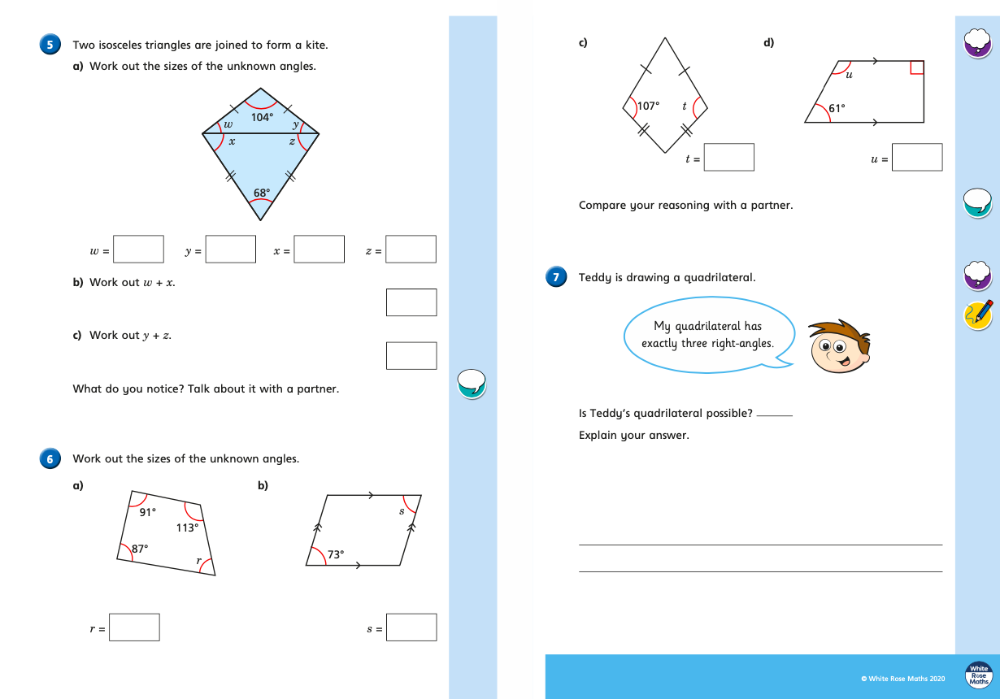 5 Two isosceles triangles are joined to form a kite.
a) Work out the sizes of the unknown angles.
104°
w
y
x
z
68°
w =
y =
x =
z =
b) Work out w + x.
c) Work out y + z.
What do you notice? Talk about it with a partner.
6 Work out the sizes of the unknown angles.
a)
91°
113°
87°
r
r =
b)
s
73°
s =
c)
107°
t
t =
d)
u
61°
u =
Compare your reasoning with a partner.
7 Teddy is drawing a quadrilateral.
My quadrilateral has
exactly three right-angles.
Is Teddy's quadrilateral possible?
Explain your answer.
© White Rose Maths 2020
White
Rose
Maths